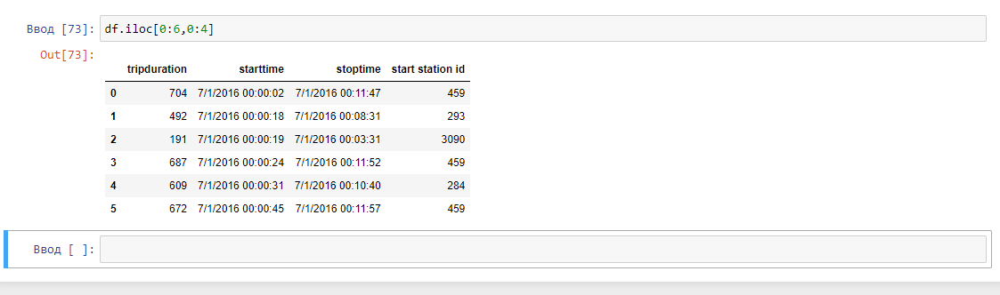 Ввод [73]: df.iloc[0:6,0:4]
Out[73]:
tripduration starttime stoptime start station id
0 704 7/1/2016 00:00:02 7/1/2016 00:11:47 459
1 492 7/1/2016 00:00:18 7/1/2016 00:08:31 293
2 191 7/1/2016 00:00:19 7/1/2016 00:03:31 3090
3 687 7/1/2016 00:00:24 7/1/2016 00:11:52 459
4 609 7/1/2016 00:00:31 7/1/2016 00:10:40 284
5 672 7/1/2016 00:00:45 7/1/2016 00:11:57 459
Ввод [ ]: